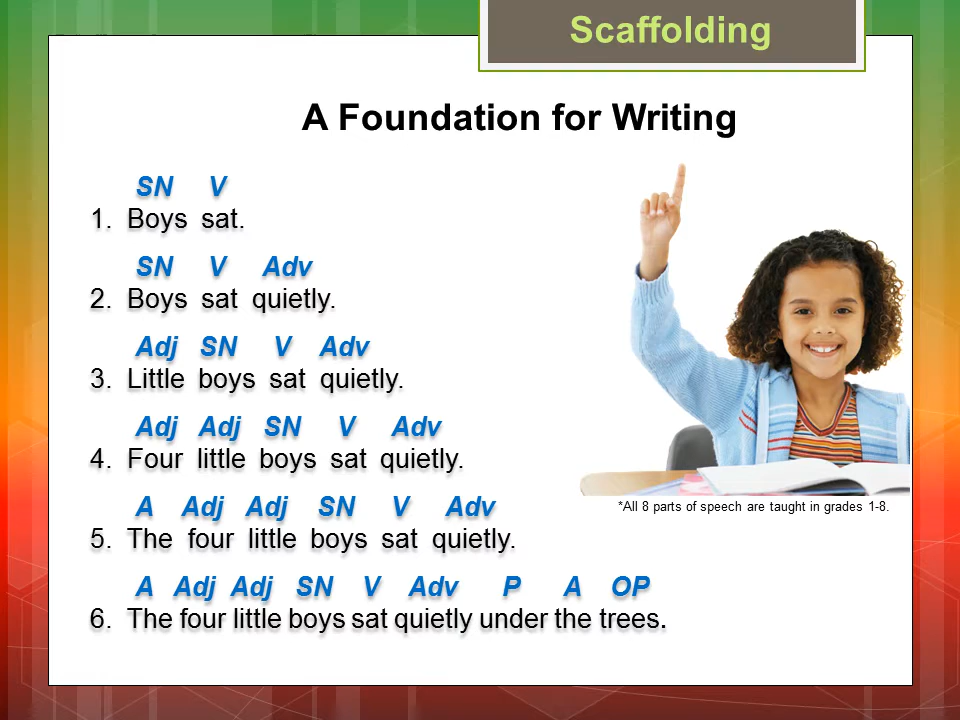 Scaffolding
A Foundation for Writing
SN V
1. Boys sat.
SN V Adv
2. Boys sat quietly.
Adj SN V Adv
3. Little boys sat quietly.
Adj Adj SN V Adv
4. Four little boys sat quietly.
A Adj Adj SN V Adv
5. The four little boys sat quietly.
A Adj Adj SN V Adv P A OP
6. The four little boys sat quietly under the trees.
*All 8 parts of speech are taught in grades 1-8.